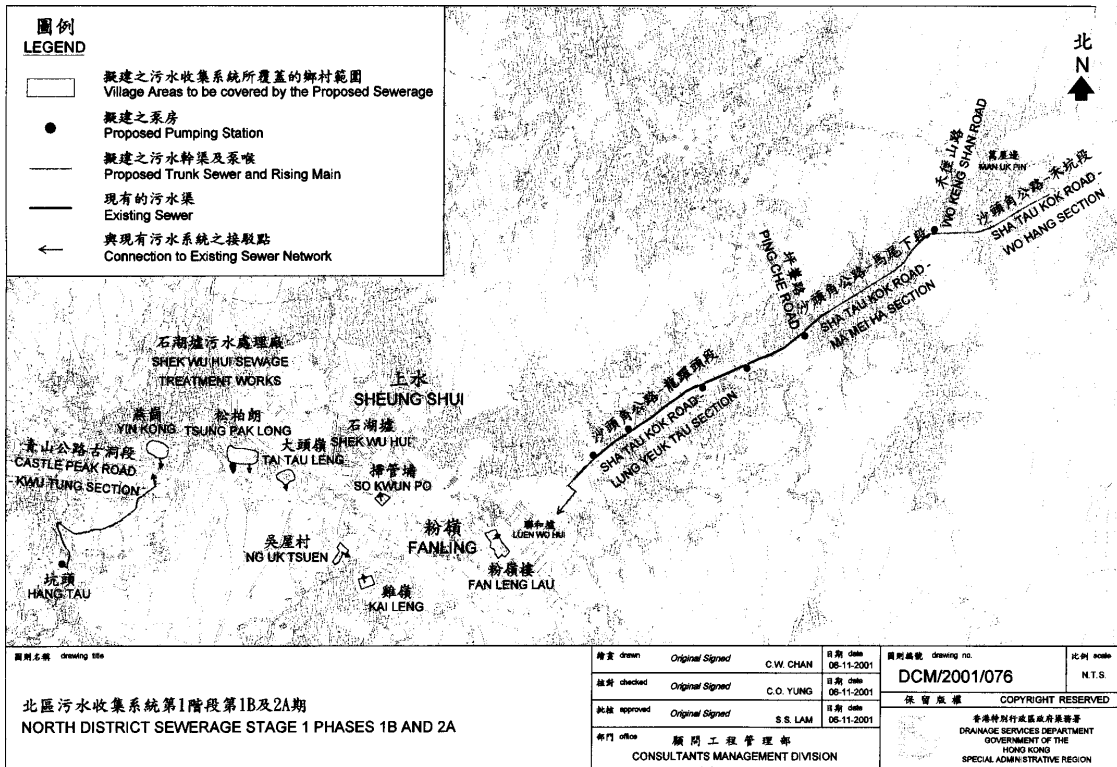 圖例
LEGEND
擬建之污水收集系統所覆蓋的鄉村範圍
Village Areas to be covered by the Proposed Sewerage
擬建之泵房
Proposed Pumping Station
擬建之污水幹渠及泵喉
Proposed Trunk Sewer and Rising Main
現有的污水渠
Existing Sewer
與現有污水系統之接駁點
Connection to Existing Sewer Network
北
N
禾徑山路
WO KENG SHAN ROAD
萬屋邊
MAN UK PIN
沙頭角公路-禾坑段
SHA TAU KOK ROAD -
WO HANG SECTION
坪輋路
PING CHE ROAD
沙頭角公路-馬尾下段
SHA TAU KOK ROAD -
MA MEI HA SECTION
沙頭角公路-龍躍頭段
SHA TAU KOK ROAD -
LUNG YEUK TAU SECTION
石湖墟污水處理廠
SHEK WU HUI SEWAGE
TREATMENT WORKS
上水
SHEUNG SHUI
石湖墟
SHEK WU HUI
燕崗
YIN KONG
松柏朗
TSUNG PAK LONG
大頭嶺
TAI TAU LENG
青山公路古洞段
CASTLE PEAK ROAD
- KWU TUNG SECTION
掃管埔
SO KWUN PO
粉嶺
FANLING
聯和墟
LUEN WO HUI
吳屋村
NG UK TSUEN
粉嶺樓
FAN LENG LAU
坑頭
HANG TAU
雞嶺
KAI LENG
圖則名稱 drawing title
北區污水收集系統第1階段第1B及2A期
NORTH DISTRICT SEWERAGE STAGE 1 PHASES 1B AND 2A
繪畫 drawn Original Signed C.W. CHAN 日期 date 06-11-2001
核對 checked Original Signed C.O. YUNG 日期 date 06-11-2001
批核 approved Original Signed S.S. LAM 日期 date 06-11-2001
部門 office 顧問工程管理部
CONSULTANTS MANAGEMENT DIVISION
圖則編號 drawing no.
DCM/2001/076
比例 scale
N.T.S.
保留版權 COPYRIGHT RESERVED
香港特別行政區政府渠務署
DRAINAGE SERVICES DEPARTMENT
GOVERNMENT OF THE
HONG KONG
SPECIAL ADMINISTRATIVE REGION